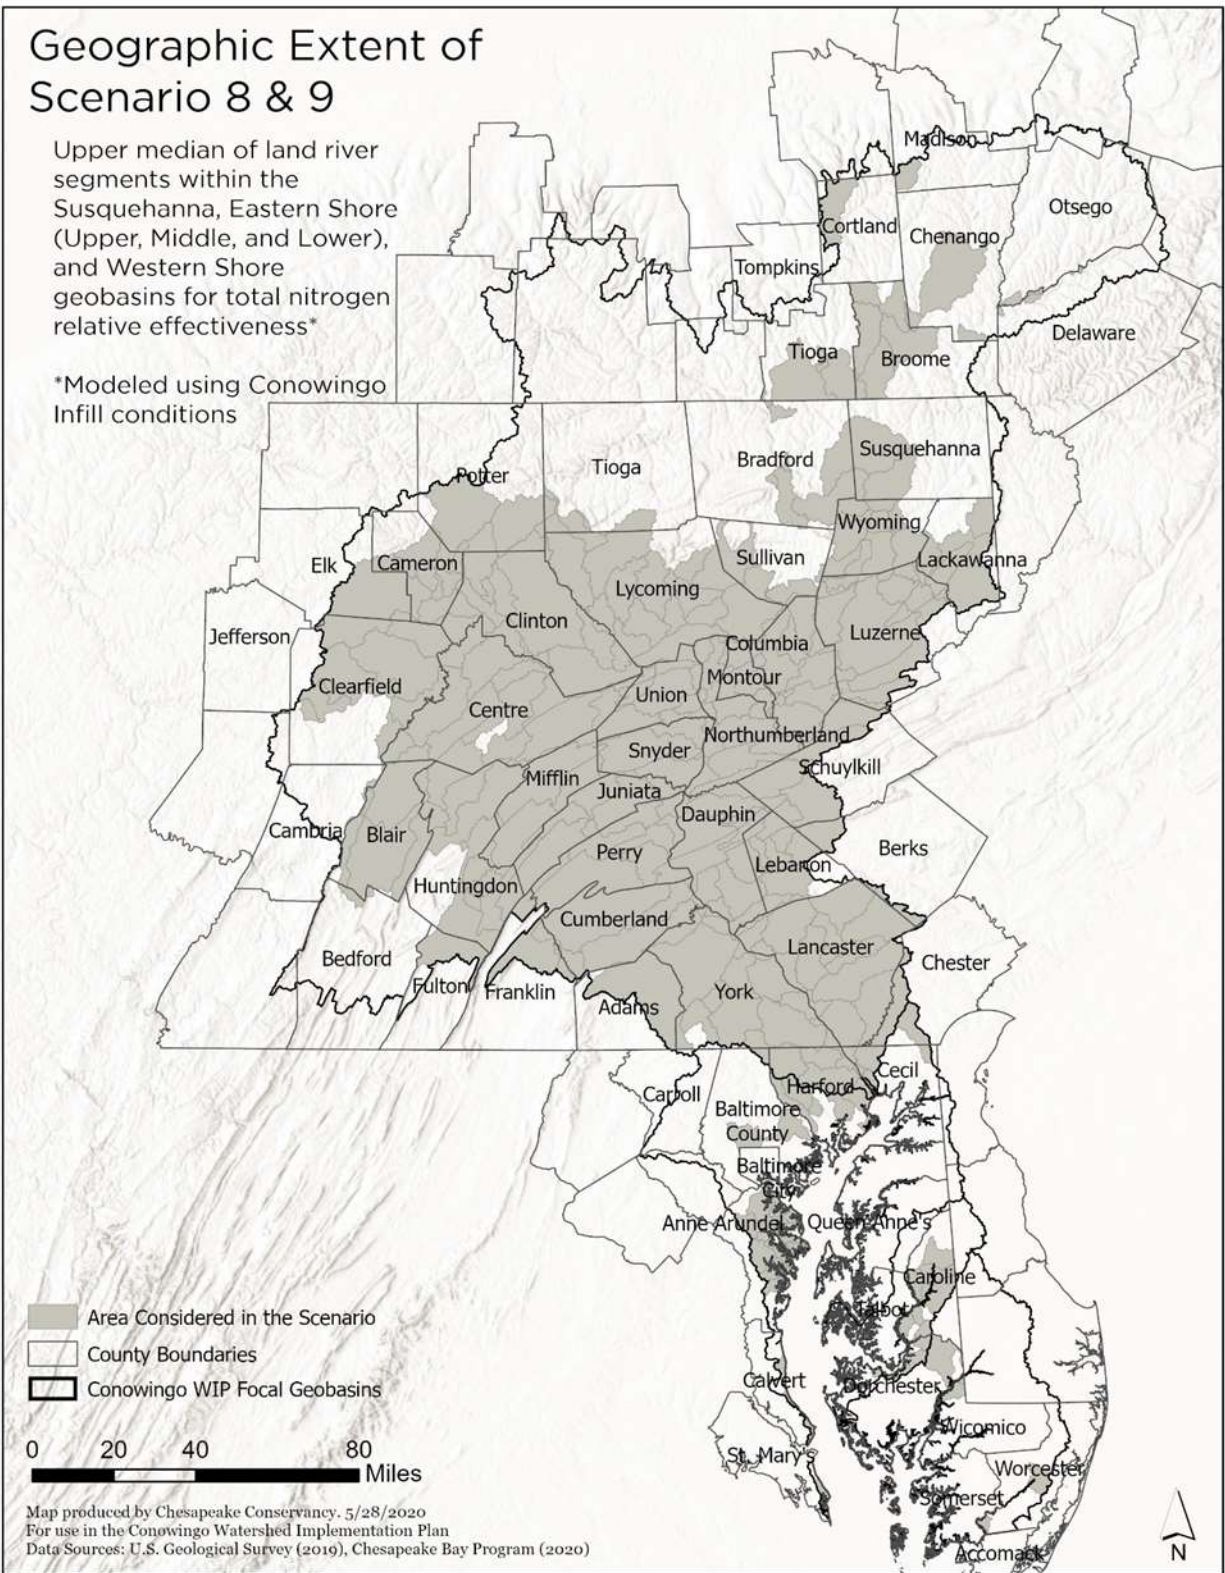 Geographic Extent of
Scenario 8 & 9
Upper median of land river
segments within the
Susquehanna, Eastern Shore
(Upper, Middle, and Lower),
and Western Shore
geobasins for total nitrogen
relative effectiveness*
*Modeled using Conowingo
Infill conditions
Madison
Otsego
Cortland
Chenango
Tompkins
Delaware
Tioga
Broome
Susquehanna
Bradford
Tioga
Potter
Wyoming
Sullivan
Lackawanna
Elk
Cameron
Lycoming
Clinton
Jefferson
Luzerne
Columbia
Montour
Clearfield
Union
Centre
Northumberland
Snyder
Schuylkill
Mifflin
Juniata
Dauphin
Cambria
Blair
Perry
Berks
Lebanon
Huntingdon
Cumberland
Lancaster
Bedford
Chester
Fulton
Franklin
York
Adams
Cecil
Harford
Carroll
Baltimore
County
Baltimore
City
Anne Arundel
Queen Anne's
Caroline
Talbot
Calvert
Dorchester
Wicomico
St. Mary's
Worcester
Somerset
Accomack
Area Considered in the Scenario
County Boundaries
Conowingo WIP Focal Geobasins
0 20 40 80
Miles
Map produced by Chesapeake Conservancy. 5/28/2020
For use in the Conowingo Watershed Implementation Plan
Data Sources: U.S. Geological Survey (2019), Chesapeake Bay Program (2020)
N